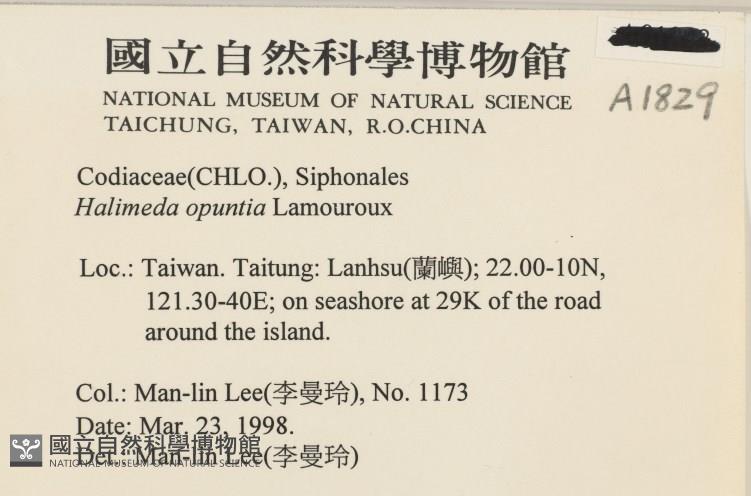 國立自然科學博物館
NATIONAL MUSEUM OF NATURAL SCIENCE
TAICHUNG, TAIWAN, R.O.CHINA
A1829
Codiaceae(CHLO.), Siphonales
Halimeda opuntia Lamouroux
Loc.: Taiwan. Taitung: Lanhsu(蘭嶼); 22.00-10N,
121.30-40E; on seashore at 29K of the road
around the island.
Col.: Man-lin Lee(李曼玲), No. 1173
Date: Mar. 23, 1998.
Det.: Man-lin Lee(李曼玲)
國立自然科學博物館
NATIONAL MUSEUM OF NATURAL SCIENCE